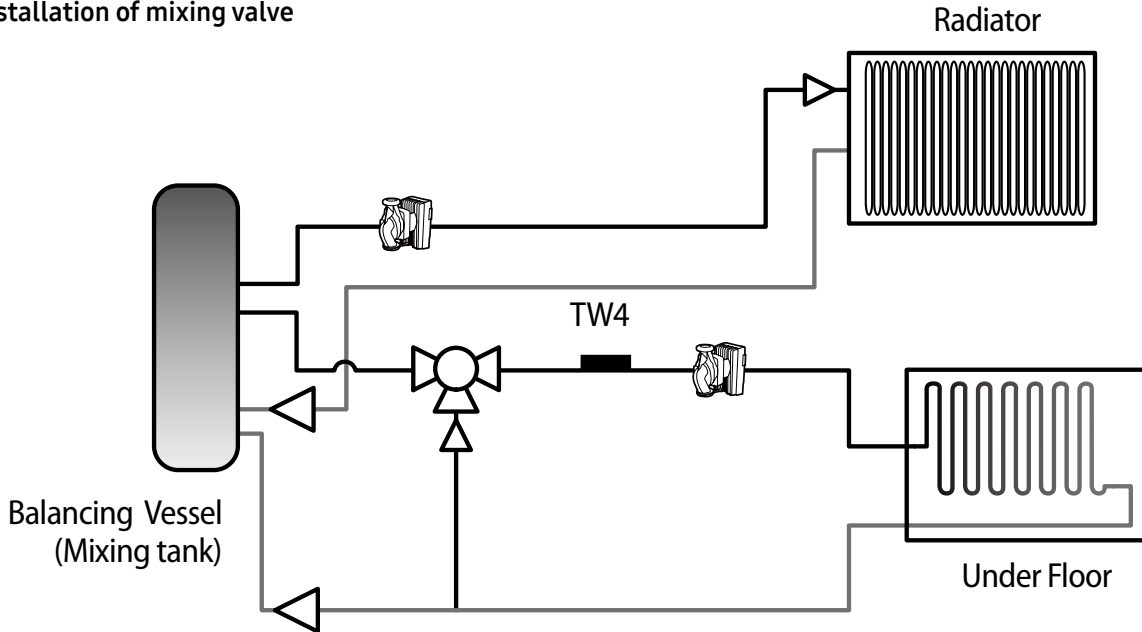 stallation of mixing valve
Radiator
TW4
Balancing Vessel
(Mixing tank)
Under Floor